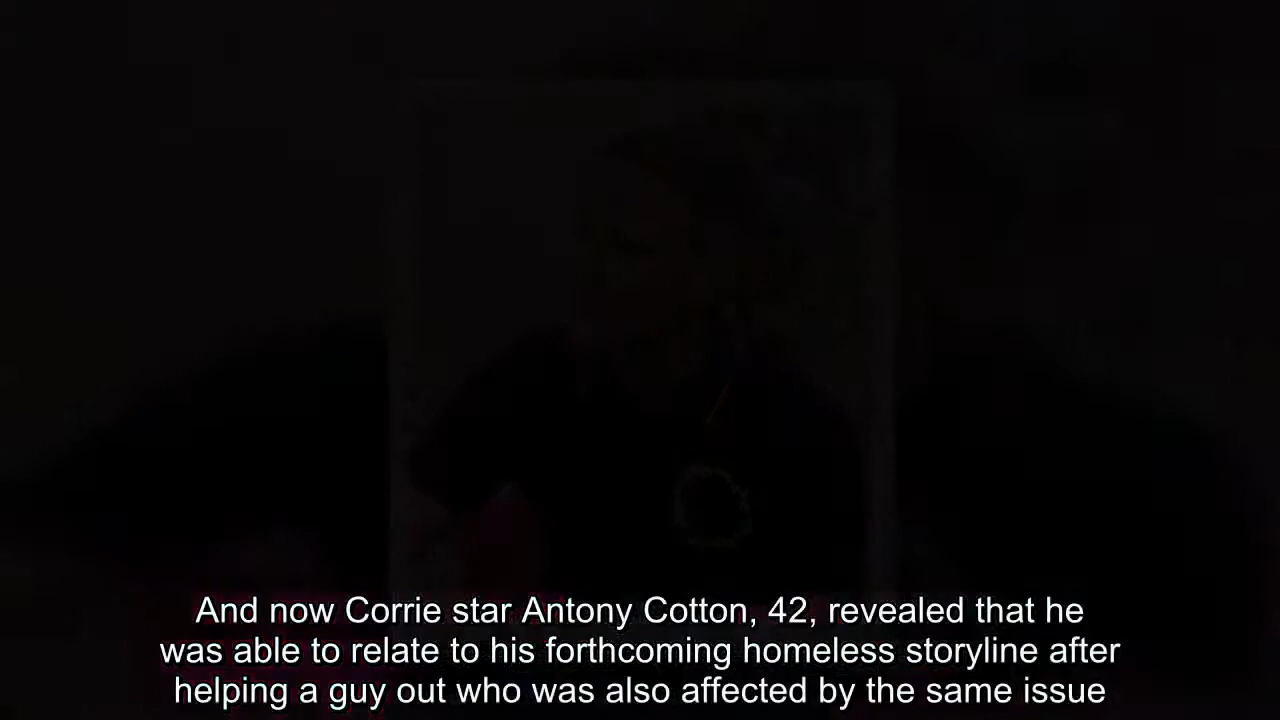 And now Corrie star Antony Cotton, 42, revealed that he
was able to relate to his forthcoming homeless storyline after
helping a guy out who was also affected by the same issue